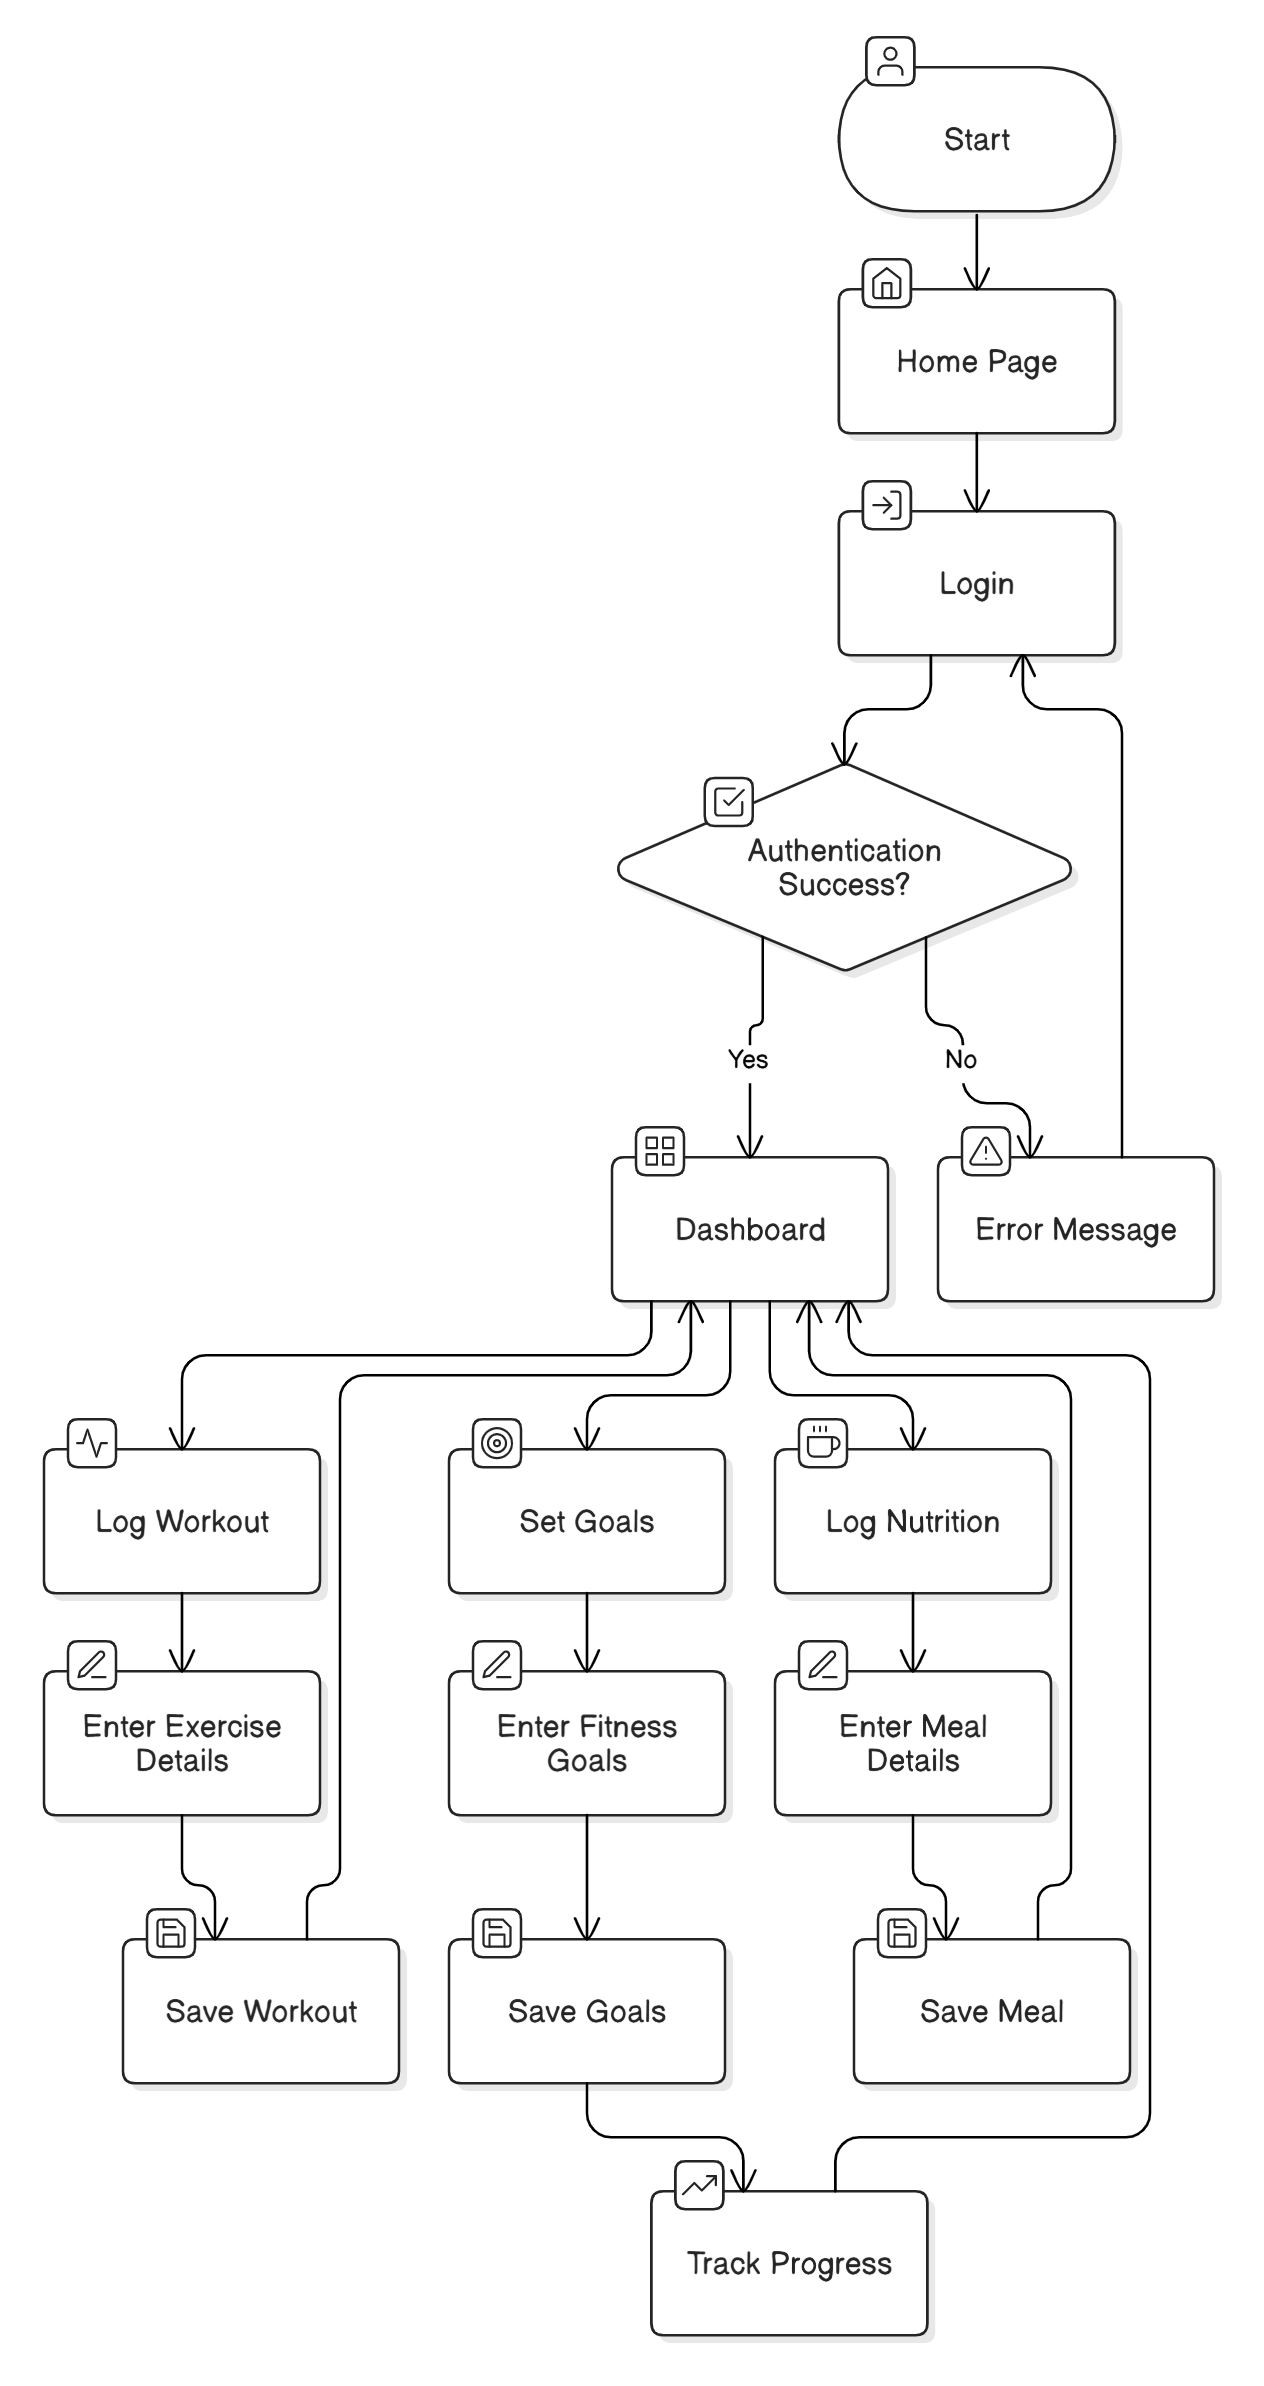 Start
Home Page
Login
Authentication
Success?
Yes
No
Dashboard
Error Message
Log Workout
Set Goals
Log Nutrition
Enter Exercise
Details
Enter Fitness
Goals
Enter Meal
Details
Save Workout
Save Goals
Save Meal
Track Progress